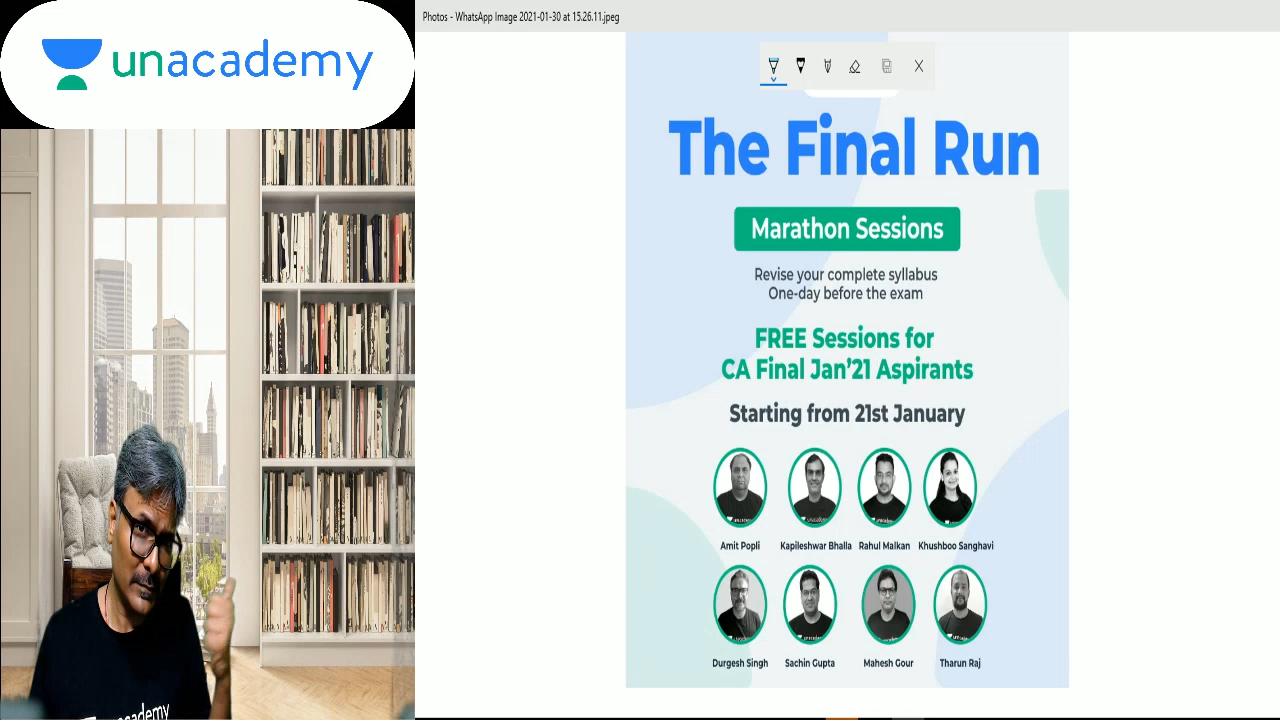 unacademy
Photos - WhatsApp Image 2021-01-30 at 15.26.11.jpeg
The Final Run
Marathon Sessions
Revise your complete syllabus
One-day before the exam
FREE Sessions for
CA Final Jan'21 Aspirants
Starting from 21st January
Amit Popli
Kapileshwar Bhalla
Rahul Malkan
Khushboo Sanghavi
Durgesh Singh
Sachin Gupta
Mahesh Gour
Tharun Raj